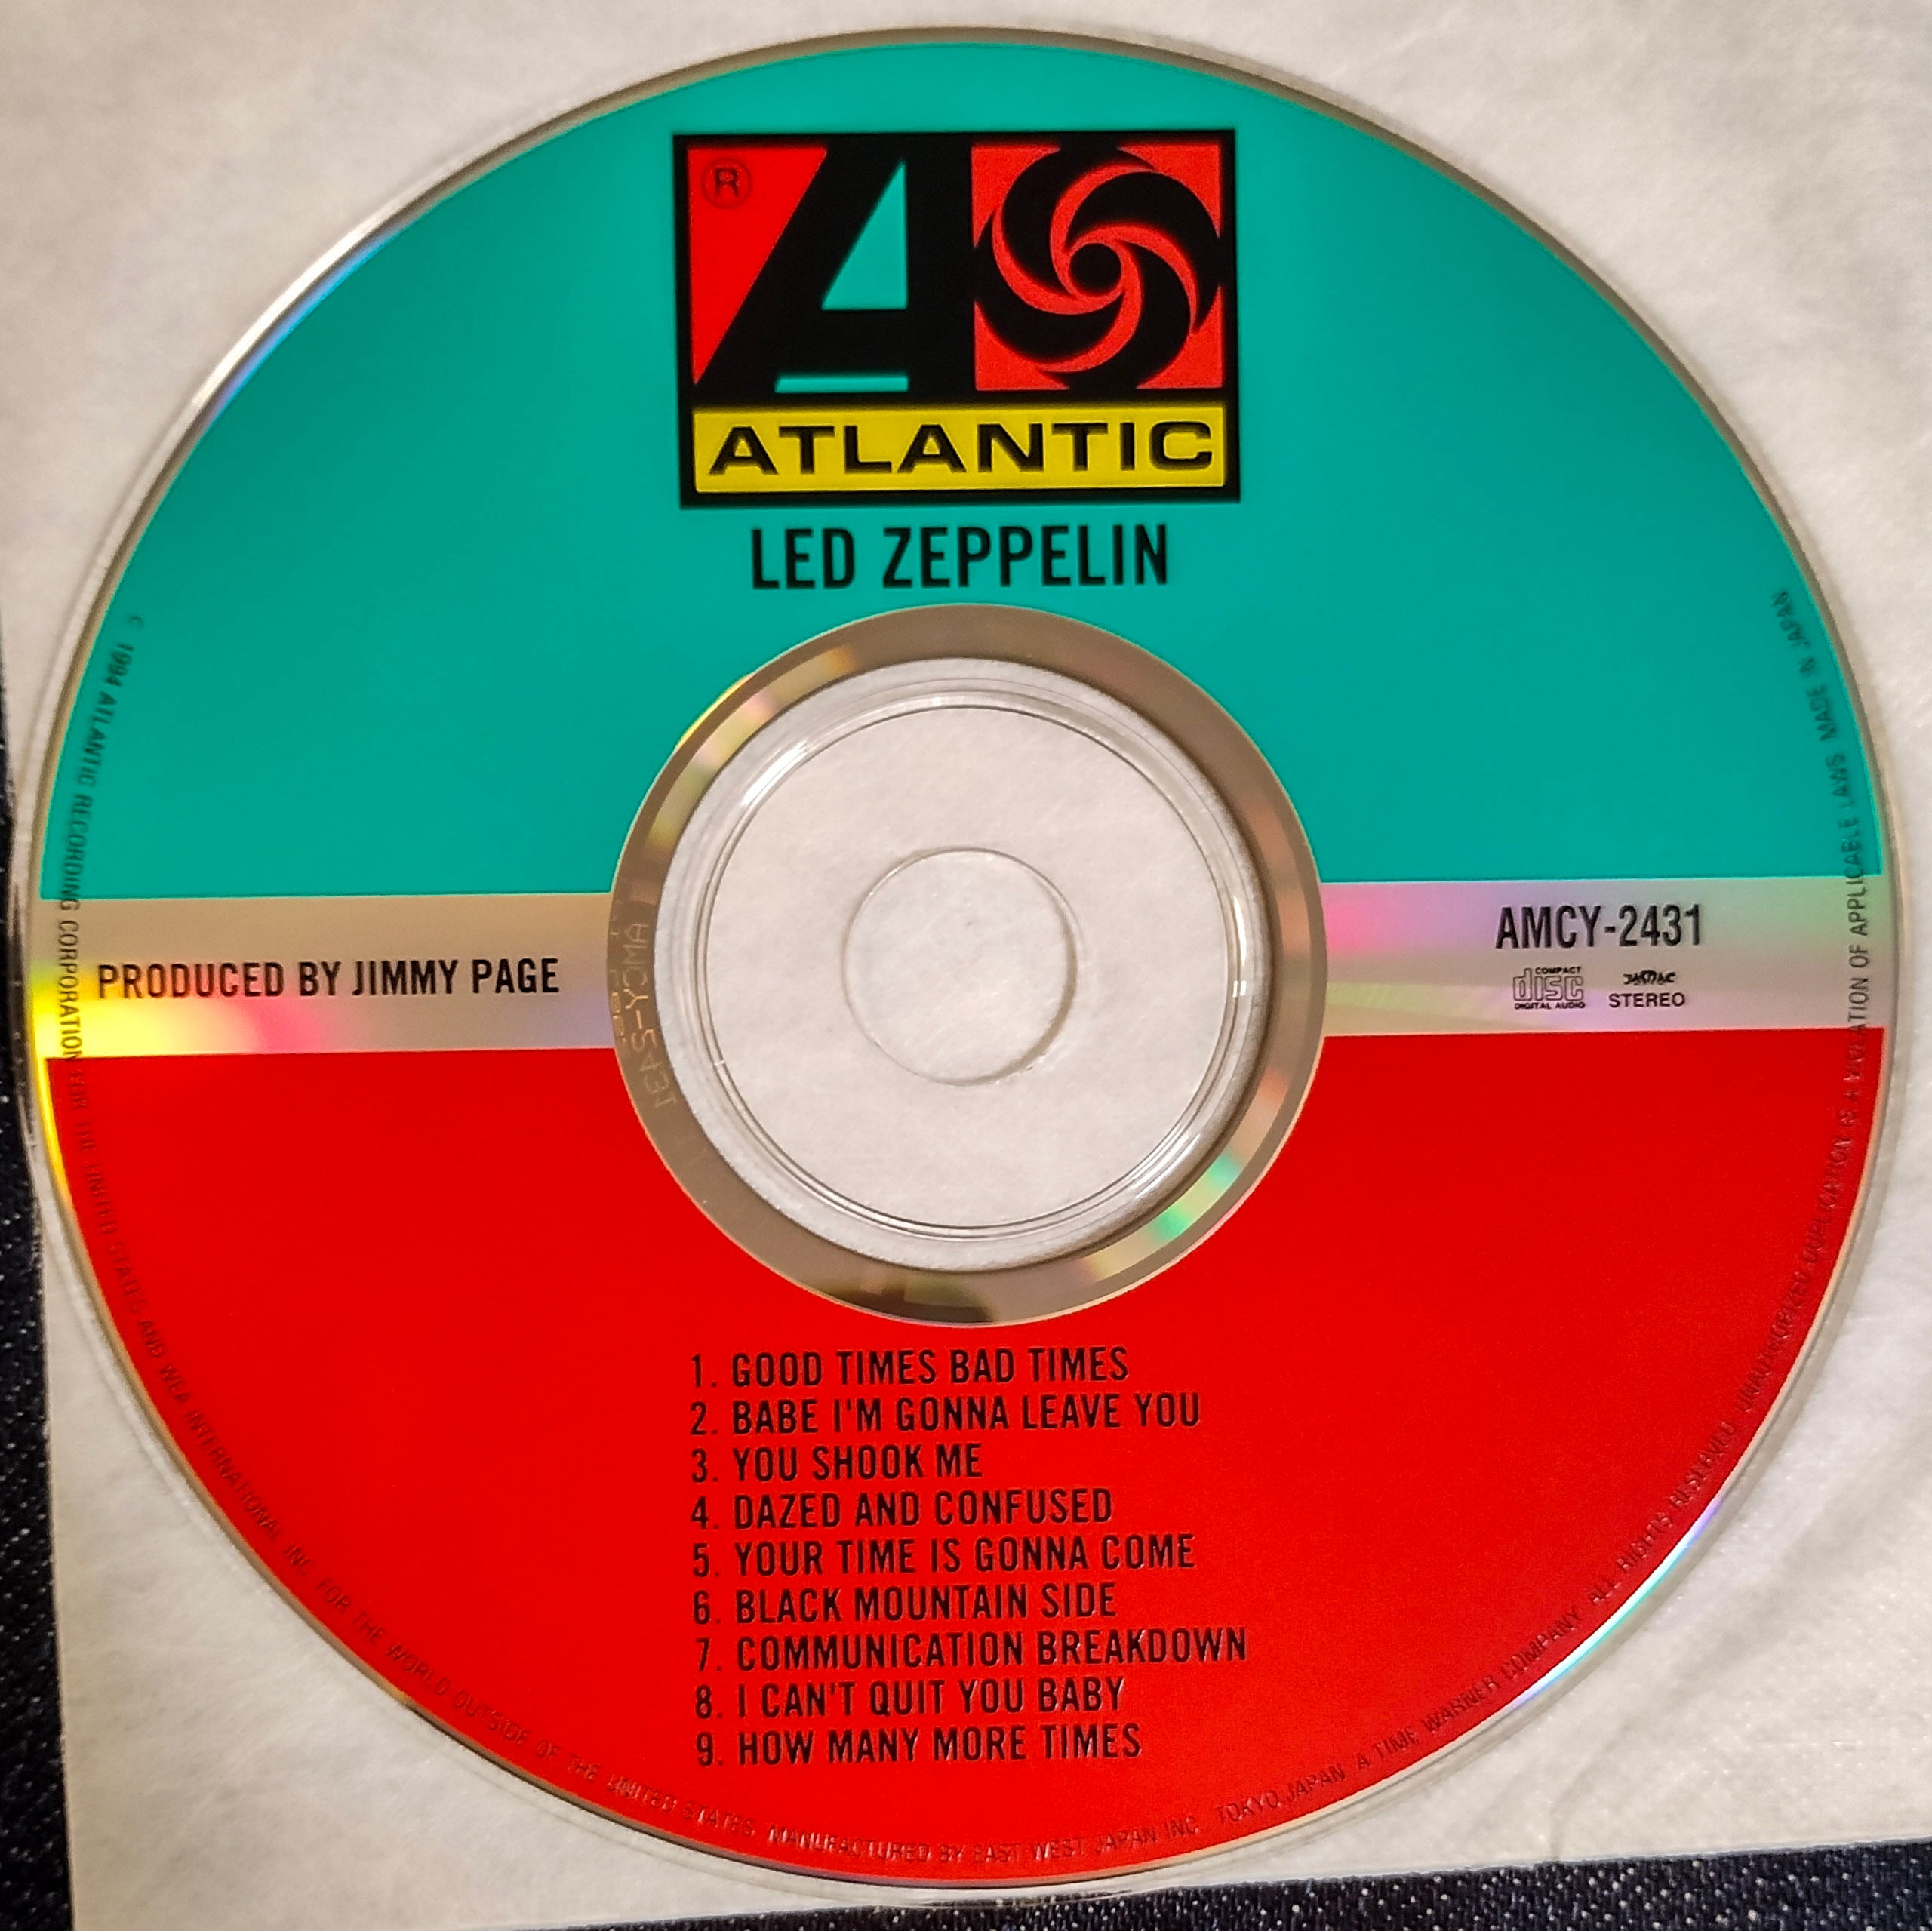 ®
ATLANTIC
LED ZEPPELIN
PRODUCED BY JIMMY PAGE
AMCY-2431
COMPACT
disc
DIGITAL AUDIO
JASRAC
STEREO
AMCY-2431
1. GOOD TIMES BAD TIMES
2. BABE I'M GONNA LEAVE YOU
3. YOU SHOOK ME
4. DAZED AND CONFUSED
5. YOUR TIME IS GONNA COME
6. BLACK MOUNTAIN SIDE
7. COMMUNICATION BREAKDOWN
8. I CAN'T QUIT YOU BABY
9. HOW MANY MORE TIMES
℗ 1994 ATLANTIC RECORDING CORPORATION FOR THE UNITED STATES AND WEA INTERNATIONAL INC. FOR THE WORLD OUTSIDE OF THE UNITED STATES. MANUFACTURED BY EAST WEST JAPAN INC. TOKYO, JAPAN. A TIME WARNER COMPANY. ALL RIGHTS RESERVED. UNAUTHORIZED DUPLICATION IS A VIOLATION OF APPLICABLE LAWS. MADE IN JAPAN